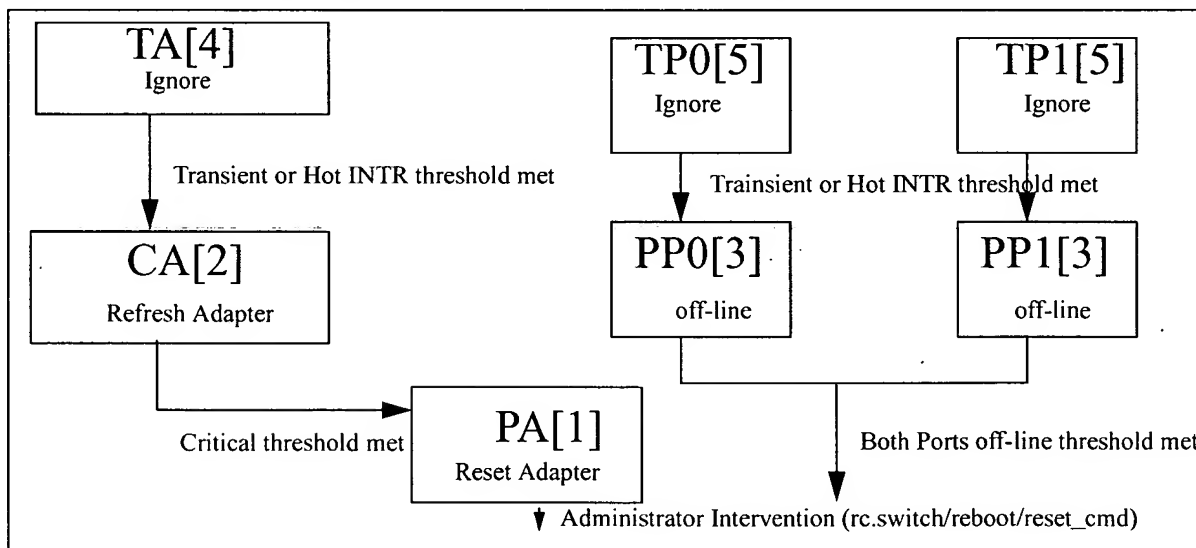 TA[4]
Ignore
TP0[5]
Ignore
TP1[5]
Ignore
Transient or Hot INTR threshold met
Trainsient or Hot INTR threshold met
CA[2]
Refresh Adapter
PP0[3]
off-line
PP1[3]
off-line
Critical threshold met
PA[1]
Reset Adapter
Both Ports off-line threshold met
Administrator Intervention (rc.switch/reboot/reset_cmd)